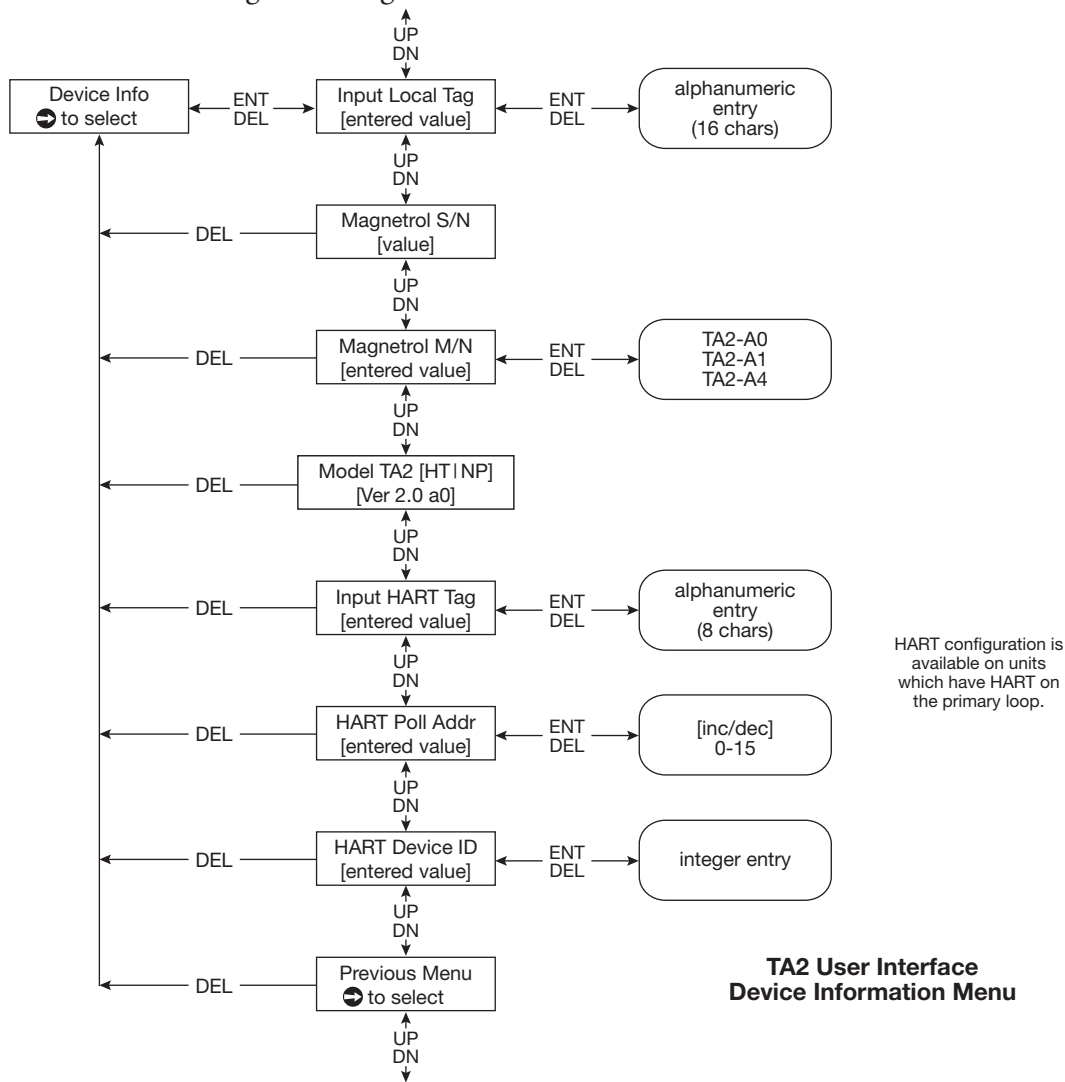 UP
DN
Device Info
➔ to select
ENT
DEL
Input Local Tag
[entered value]
ENT
DEL
alphanumeric
entry
(16 chars)
UP
DN
DEL
Magnetrol S/N
[value]
UP
DN
DEL
Magnetrol M/N
[entered value]
ENT
DEL
TA2-A0
TA2-A1
TA2-A4
UP
DN
DEL
Model TA2 [HT|NP]
[Ver 2.0 a0]
UP
DN
DEL
Input HART Tag
[entered value]
ENT
DEL
alphanumeric
entry
(8 chars)
HART configuration is
available on units
which have HART on
the primary loop.
UP
DN
DEL
HART Poll Addr
[entered value]
ENT
DEL
[inc/dec]
0-15
UP
DN
DEL
HART Device ID
[entered value]
ENT
DEL
integer entry
UP
DN
DEL
Previous Menu
➔ to select
TA2 User Interface
Device Information Menu
UP
DN